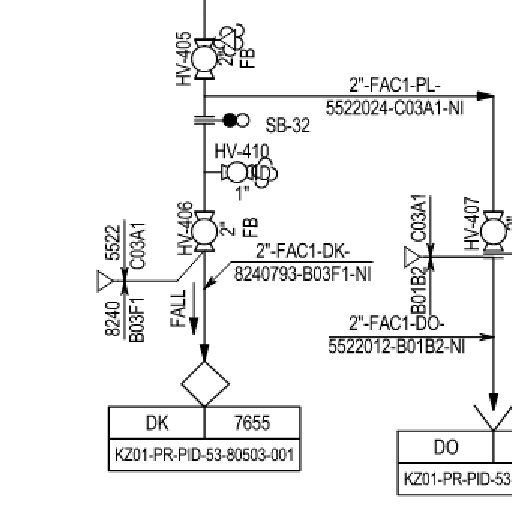 HV-405
2"
FB
2"-FAC1-PL-
5522024-C03A1-NI
SB-32
HV-410
1"
HV-406
2"
FB
HV-407
5522
C03A1
8240
B03F1
2"-FAC1-DK-
8240793-B03F1-NI
C03A1
B01B2
FALL
2"-FAC1-DO-
5522012-B01B2-NI
DK 7655
KZ01-PR-PID-53-80503-001
DO
KZ01-PR-PID-53